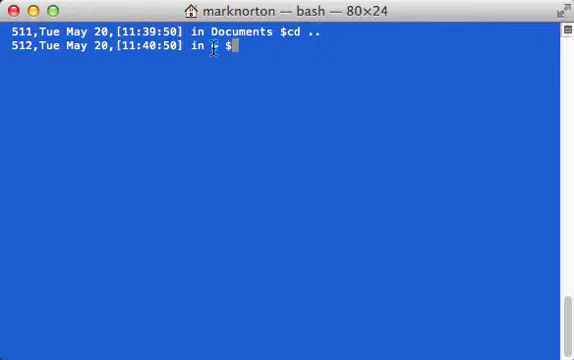 marknorton — bash — 80×24
511,Tue May 20,[11:39:50] in Documents $cd ..
512,Tue May 20,[11:40:50] in ~ $